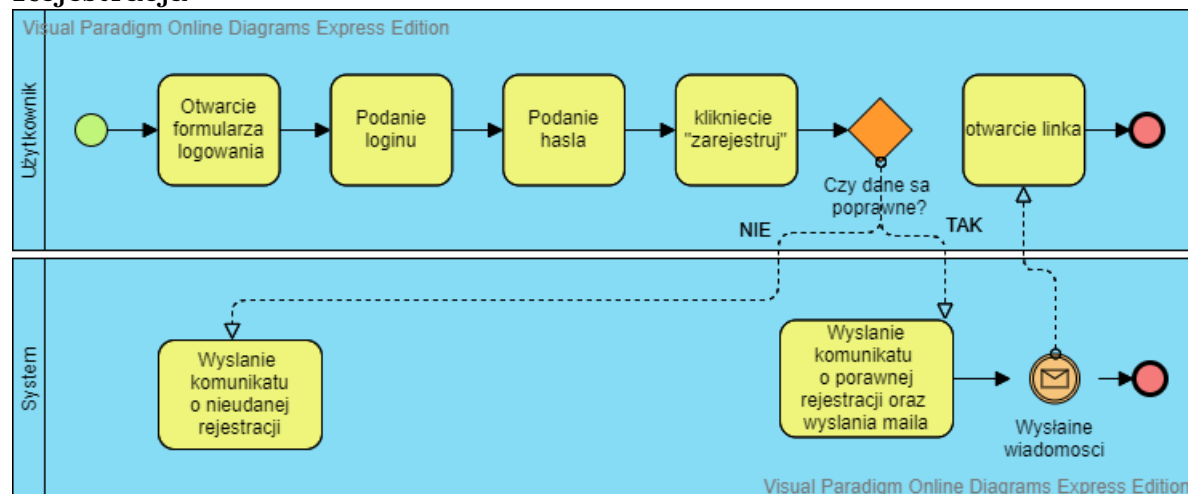 Rejestracja
Visual Paradigm Online Diagrams Express Edition
Użytkownik
Otwarcie
formularza
logowania
Podanie
loginu
Podanie
hasla
klikniecie
"zarejestruj"
Czy dane sa
poprawne?
otwarcie linka
NIE
TAK
System
Wyslanie
komunikatu
o nieudanej
rejestracji
Wyslanie
komunikatu
o porawnej
rejestracji oraz
wyslania maila
Wysłaine
wiadomosci
Visual Paradigm Online Diagrams Express Edition